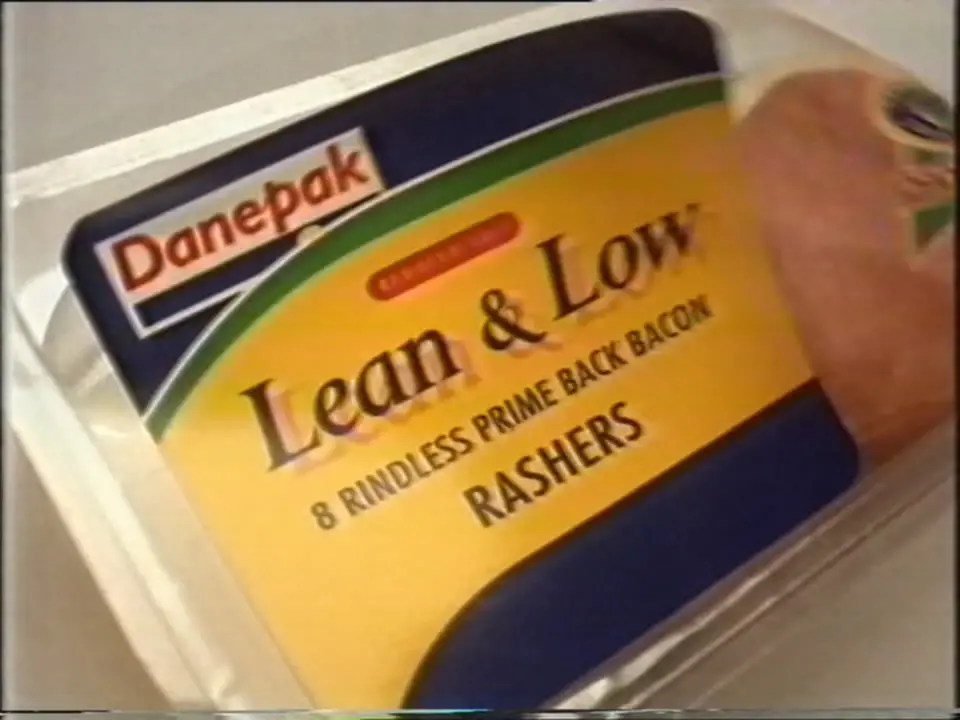 Danepak
Lean & Low
8 RINDLESS PRIME BACK BACON
RASHERS